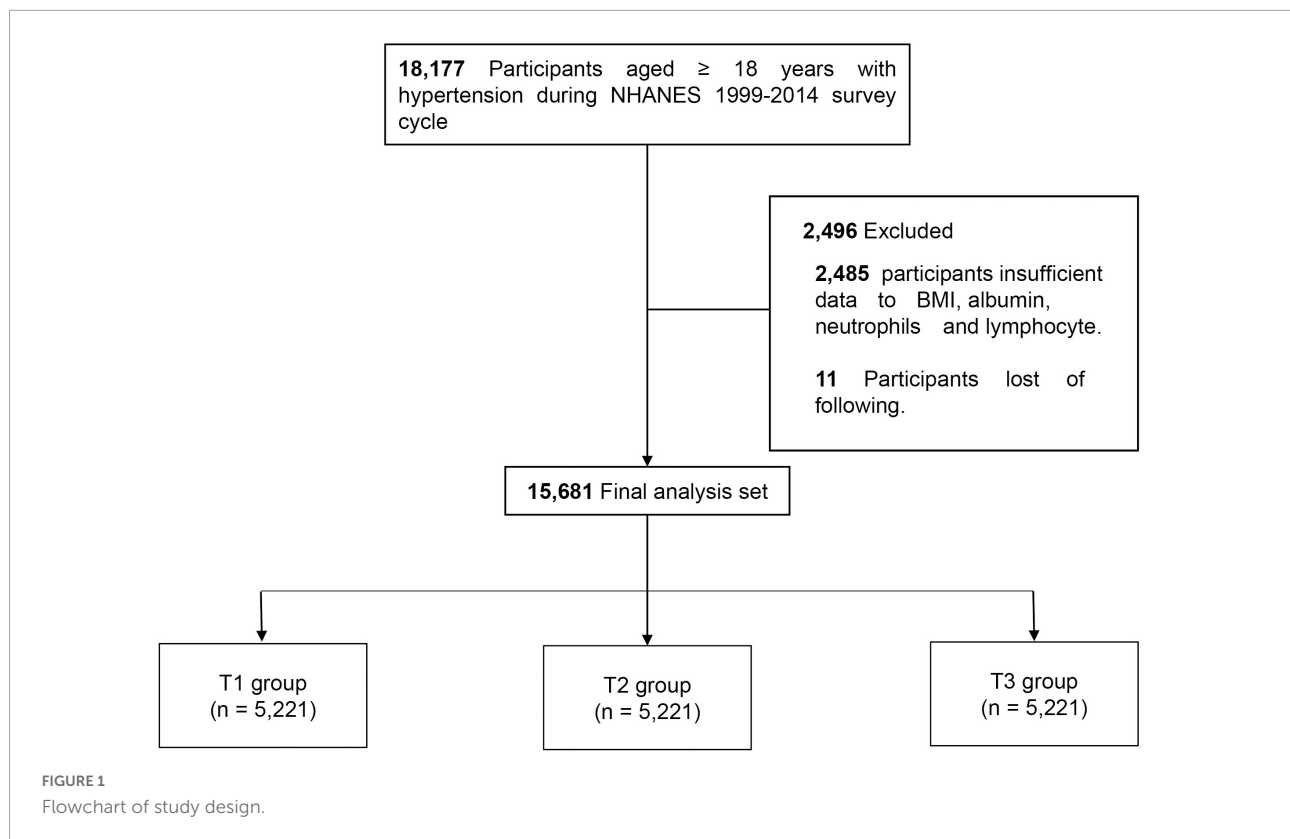 18,177 Participants aged ≥ 18 years with
hypertension during NHANES 1999-2014 survey
cycle
2,496 Excluded
2,485 participants insufficient
data to BMI, albumin,
neutrophils and lymphocyte.
11 Participants lost of
following.
15,681 Final analysis set
T1 group
(n = 5,221)
T2 group
(n = 5,221)
T3 group
(n = 5,221)
FIGURE 1
Flowchart of study design.